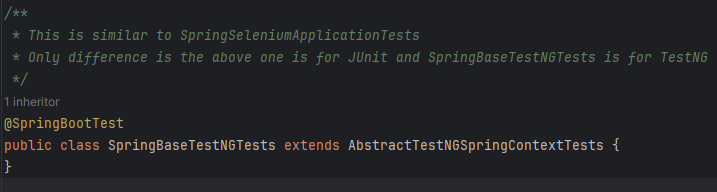 /**
 * This is similar to SpringSeleniumApplicationTests
 * Only difference is the above one is for JUnit and SpringBaseTestNGTests is for TestNG
 */
1 inheritor
@SpringBootTest
public class SpringBaseTestNGTests extends AbstractTestNGSpringContextTests {
}